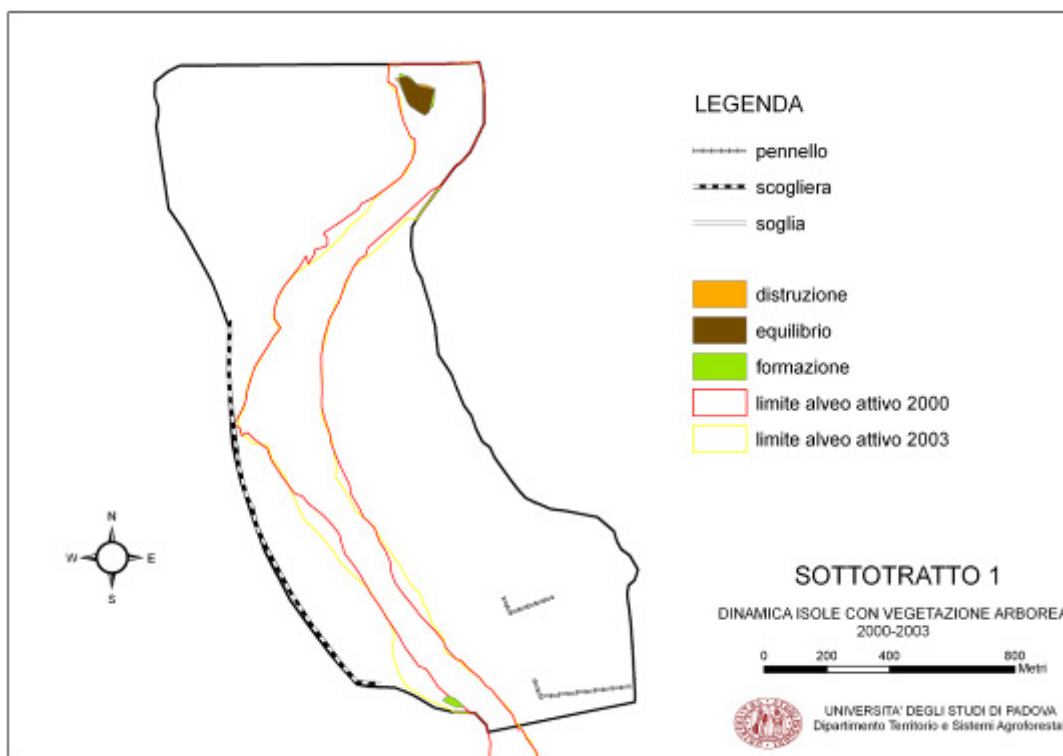 LEGENDA
pennello
scogliera
soglia
distruzione
equilibrio
formazione
limite alveo attivo 2000
limite alveo attivo 2003
N
W E
S
SOTTOTRATTO 1
DINAMICA ISOLE CON VEGETAZIONE ARBOREA
2000-2003
0 200 400 800
Metri
UNIVERSITA' DEGLI STUDI DI PADOVA
Dipartimento Territorio e Sistemi Agroforestal